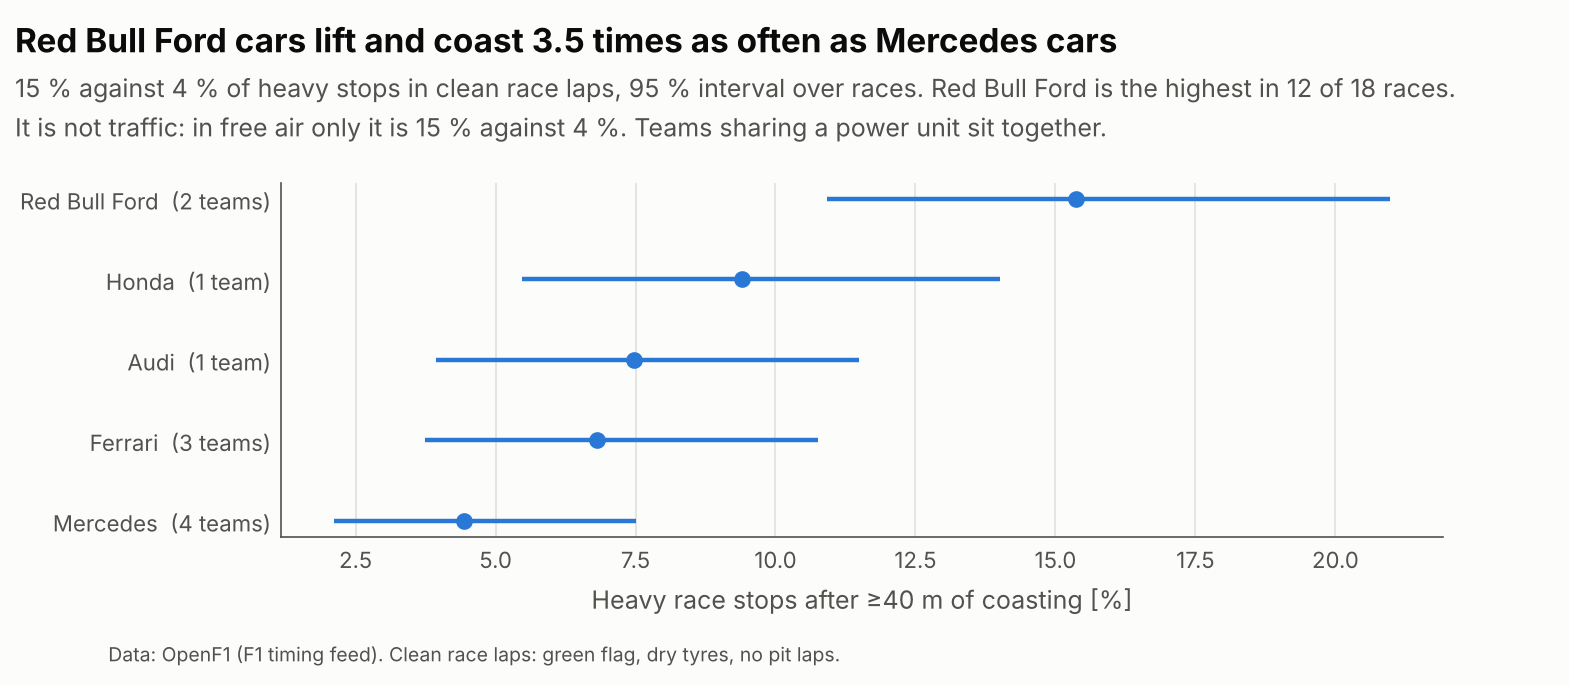 Red Bull Ford cars lift and coast 3.5 times as often as Mercedes cars
15 % against 4 % of heavy stops in clean race laps, 95 % interval over races. Red Bull Ford is the highest in 12 of 18 races.
It is not traffic: in free air only it is 15 % against 4 %. Teams sharing a power unit sit together.
Red Bull Ford (2 teams)
Honda (1 team)
Audi (1 team)
Ferrari (3 teams)
Mercedes (4 teams)
2.5 5.0 7.5 10.0 12.5 15.0 17.5 20.0
Heavy race stops after ≥40 m of coasting [%]
Data: OpenF1 (F1 timing feed). Clean race laps: green flag, dry tyres, no pit laps.